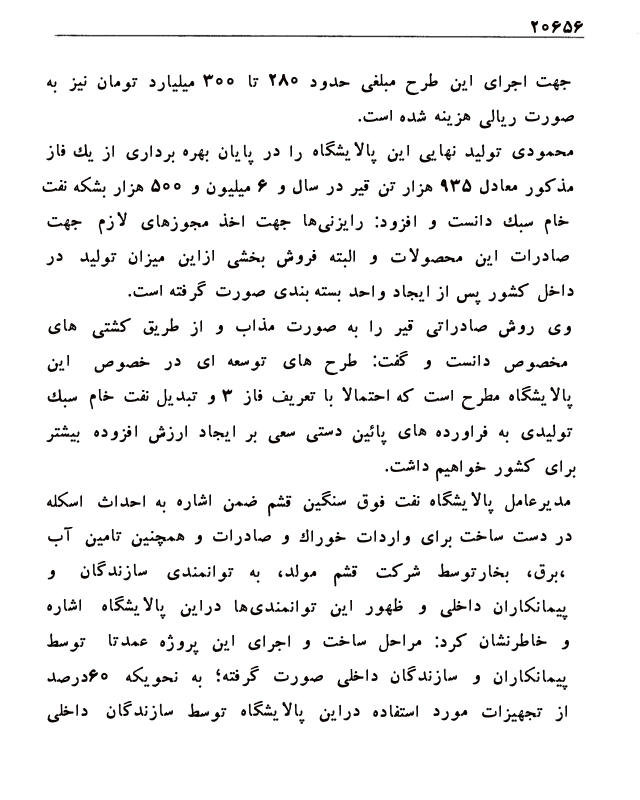 ۲۰۶۵۶
جهت اجرای این طرح مبلغی حدود ۲۸۰ تا ۳۰۰ میلیارد تومان نیز به
صورت ریالی هزینه شده است.
محمودی تولید نهایی این پالایشگاه را در پایان بهره برداری از یك فاز
مذکور معادل ۹۳۵ هزار تن قیر در سال و ۶ میلیون و ۵۰۰ هزار بشکه نفت
خام سبك دانست و افزود: رایزنی‌ها جهت اخذ مجوزهای لازم جهت
صادرات این محصولات و البته فروش بخشی ازاین میزان تولید در
داخل کشور پس از ایجاد واحد بسته بندی صورت گرفته است.
وی روش صادراتی قیر را به صورت مذاب و از طریق کشتی های
مخصوص دانست و گفت: طرح های توسعه ای در خصوص این
پالایشگاه مطرح است که احتمالا با تعریف فاز ۳ و تبدیل نفت خام سبك
تولیدی به فراورده های پائین دستی سعی بر ایجاد ارزش افزوده بیشتر
برای کشور خواهیم داشت.
مدیرعامل پالایشگاه نفت فوق سنگین قشم ضمن اشاره به احداث اسکله
در دست ساخت برای واردات خوراك و صادرات و همچنین تامین آب
،برق، بخارتوسط شرکت قشم مولد، به توانمندی سازندگان و
پیمانکاران داخلی و ظهور این توانمندی‌ها دراین پالایشگاه اشاره
و خاطرنشان کرد: مراحل ساخت و اجرای این پروژه عمدتا توسط
پیمانکاران و سازندگان داخلی صورت گرفته؛ به نحویکه ۶۰درصد
از تجهیزات مورد استفاده دراین پالایشگاه توسط سازندگان داخلی